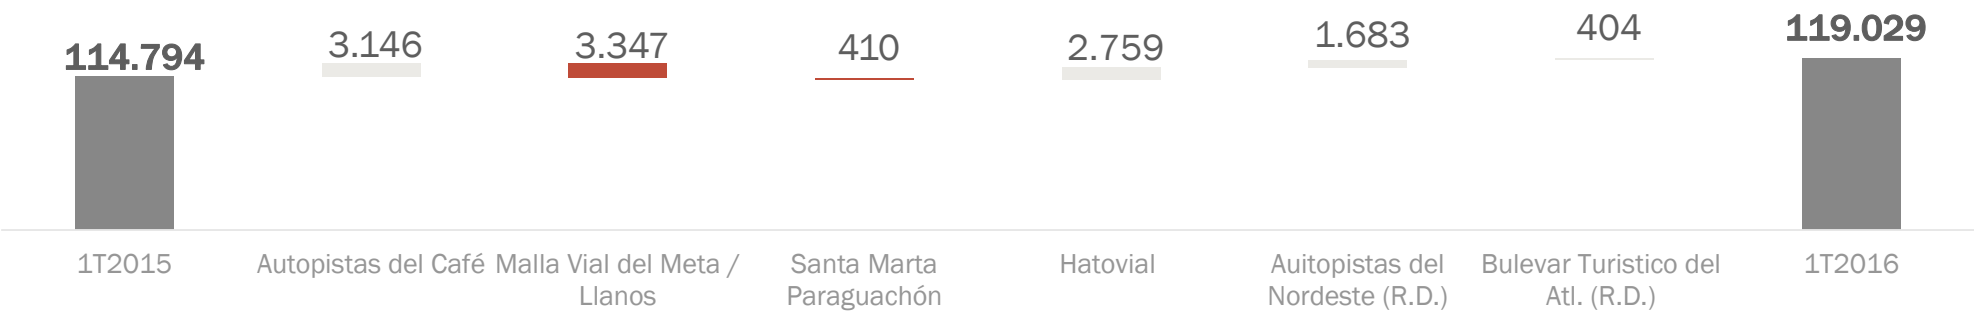 114.794
3.146
3.347
410
2.759
1.683
404
119.029
1T2015
Autopistas del Café
Malla Vial del Meta /
Llanos
Santa Marta
Paraguachón
Hatovial
Auitopistas del
Nordeste (R.D.)
Bulevar Turistico del
Atl. (R.D.)
1T2016